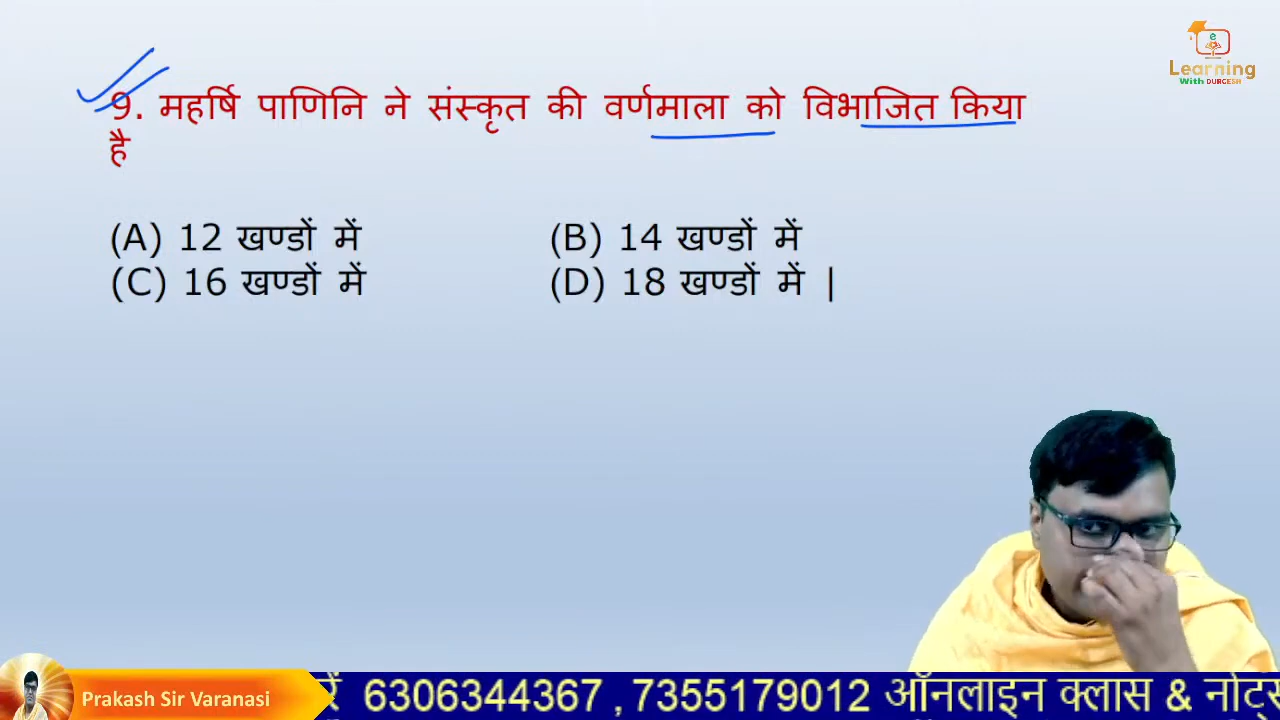 e
Learning
With DURGESH
9. महर्षि पाणिनि ने संस्कृत की वर्णमाला को विभाजित किया
है
(A) 12 खण्डों में (B) 14 खण्डों में
(C) 16 खण्डों में (D) 18 खण्डों में |
Prakash Sir Varanasi
रें 6306344367 ,7355179012 ऑनलाइन क्लास & नोट्स